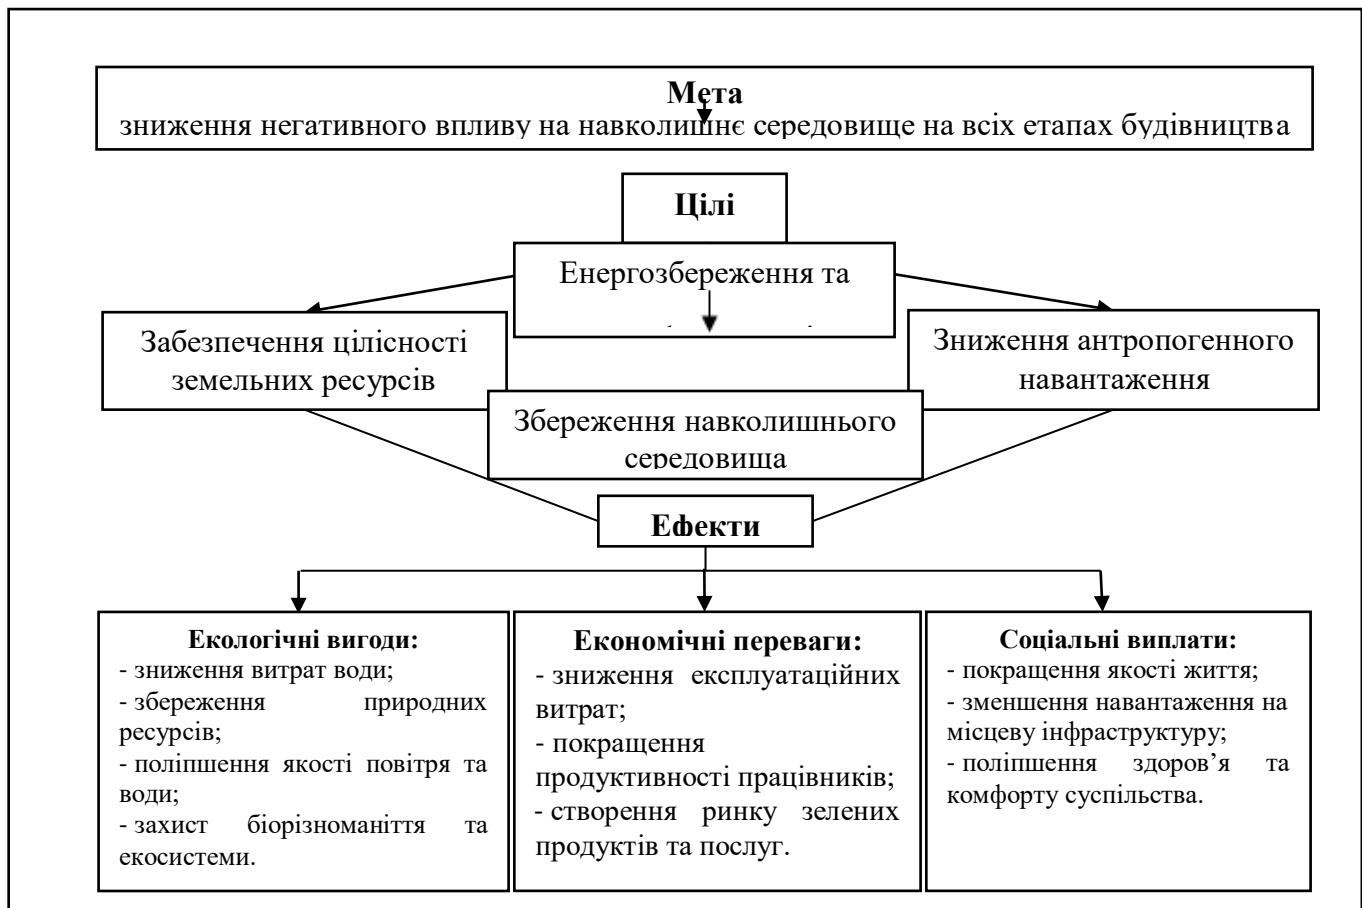 Мета
зниження негативного впливу на навколишнє середовище на всіх етапах будівництва
Цілі
Енергозбереження та
Забезпечення цілісності
земельних ресурсів
Зниження антропогенного
навантаження
Збереження навколишнього
середовища
Ефекти
Екологічні вигоди:
- зниження витрат води;
- збереження природних
ресурсів;
- поліпшення якості повітря та
води;
- захист біорізноманіття та
екосистеми.
Економічні переваги:
- зниження експлуатаційних
витрат;
- покращення
продуктивності працівників;
- створення ринку зелених
продуктів та послуг.
Соціальні виплати:
- покращення якості життя;
- зменшення навантаження на
місцеву інфраструктуру;
- поліпшення здоров’я та
комфорту суспільства.